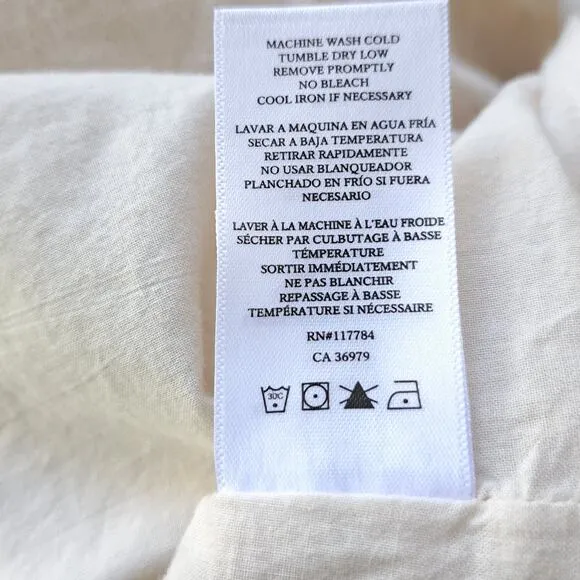 MACHINE WASH COLD
TUMBLE DRY LOW
REMOVE PROMPTLY
NO BLEACH
COOL IRON IF NECESSARY
LAVAR A MAQUINA EN AGUA FRÍA
SECAR A BAJA TEMPERATURA
RETIRAR RAPIDAMENTE
NO USAR BLANQUEADOR
PLANCHADO EN FRÍO SI FUERA
NECESARIO
LAVER À LA MACHINE À L'EAU FROIDE
SÉCHER PAR CULBUTAGE À BASSE
TÉMPÉRATURE
SORTIR IMMÉDIATEMENT
NE PAS BLANCHIR
REPASSAGE À BASSE
TEMPÉRATURE SI NÉCESSAIRE
RN#117784
CA 36979
30C